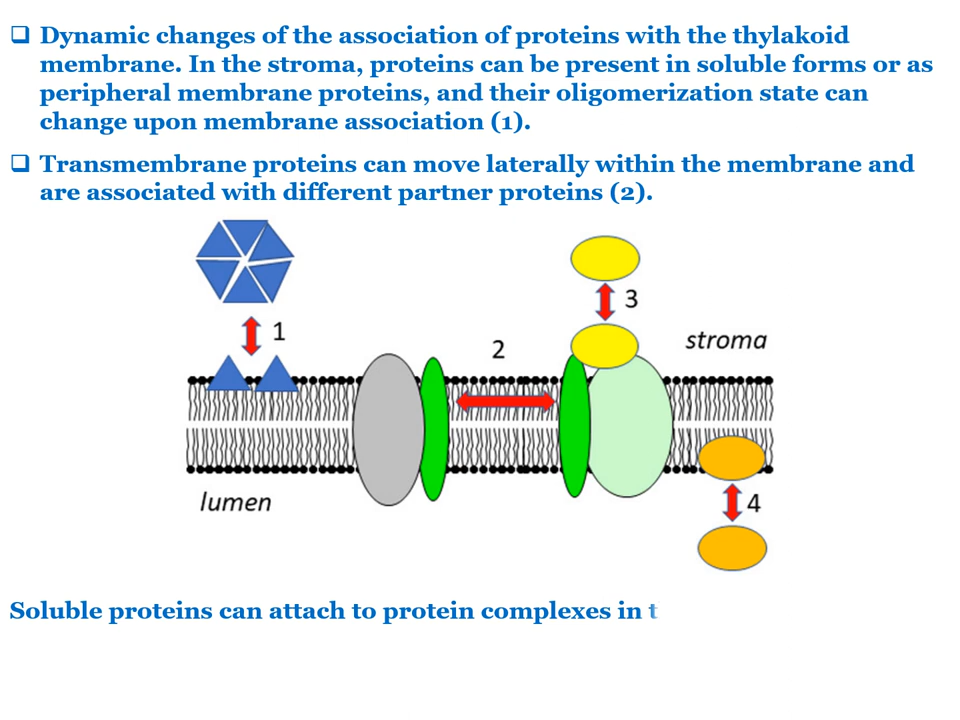 Dynamic changes of the association of proteins with the thylakoid
membrane. In the stroma, proteins can be present in soluble forms or as
peripheral membrane proteins, and their oligomerization state can
change upon membrane association (1).
Transmembrane proteins can move laterally within the membrane and
are associated with different partner proteins (2).
3
1
stroma
2
lumen
4
Soluble proteins can attach to protein complexes in t